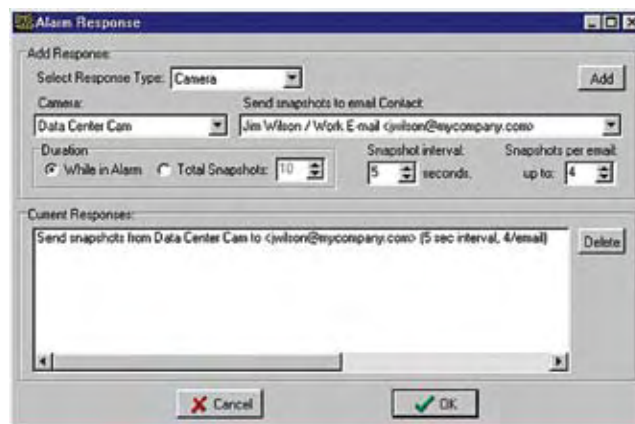 Alarm Response
Add Response:
Select Response Type: Camera
Add
Camera:
Send snapshots to email Contact:
Data Center Cam
Jim Wilson / Work E-mail <jwilson@mycompany.com>
Duration
While in Alarm
Total Snapshots: 10
Snapshot interval:
5 seconds.
Snapshots per email:
up to: 4
Current Responses:
Send snapshots from Data Center Cam to <jwilson@mycompany.com> (5 sec interval, 4/email)
Delete
Cancel
OK